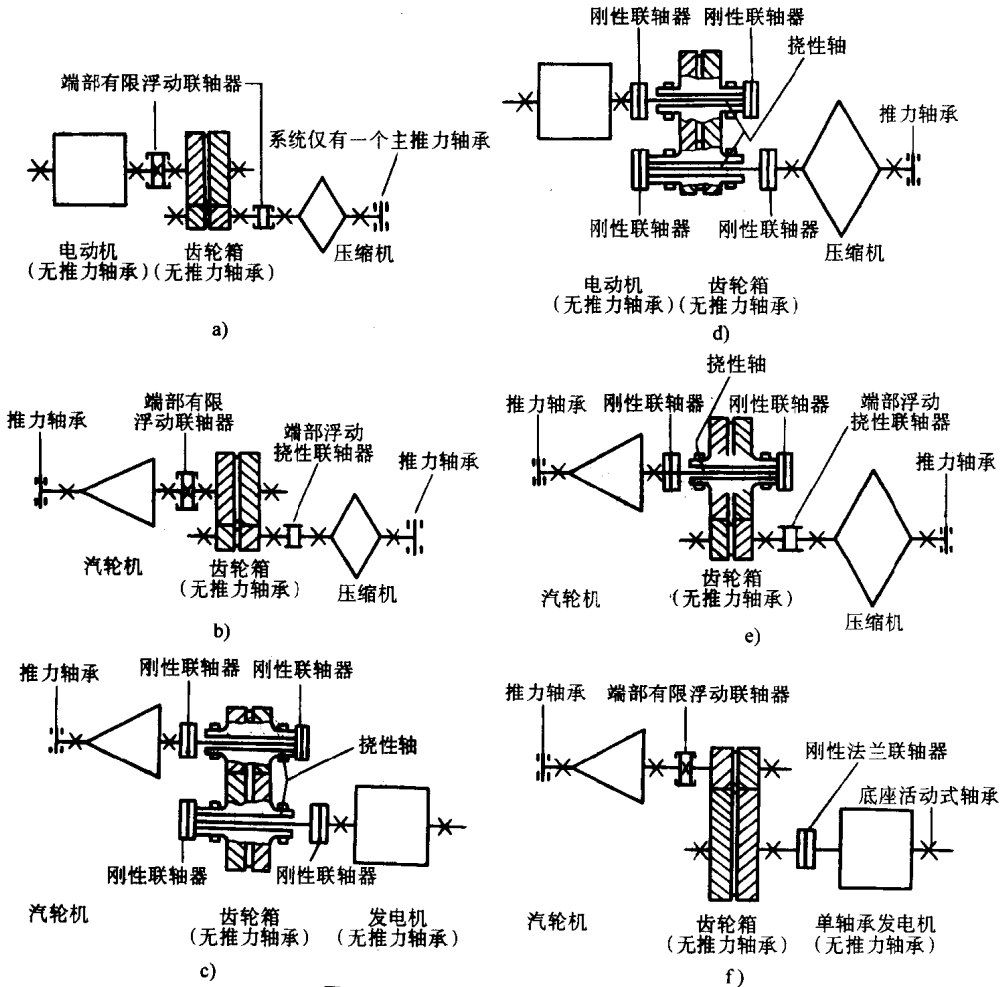 端部有限浮动联轴器
系统仅有一个主推力轴承
电动机
(无推力轴承)
齿轮箱
(无推力轴承)
压缩机
a)
刚性联轴器
刚性联轴器
挠性轴
推力轴承
刚性联轴器
刚性联轴器
压缩机
电动机
(无推力轴承)
齿轮箱
(无推力轴承)
d)
推力轴承
端部有限
浮动联轴器
端部浮动
挠性联轴器
推力轴承
汽轮机
齿轮箱
(无推力轴承)
压缩机
b)
挠性轴
推力轴承
刚性联轴器
刚性联轴器
端部浮动
挠性联轴器
推力轴承
汽轮机
齿轮箱
(无推力轴承)
压缩机
e)
推力轴承
刚性联轴器
刚性联轴器
挠性轴
刚性联轴器
刚性联轴器
汽轮机
齿轮箱
(无推力轴承)
发电机
(无推力轴承)
c)
推力轴承
端部有限浮动联轴器
刚性法兰联轴器
底座活动式轴承
汽轮机
齿轮箱
(无推力轴承)
单轴承发电机
(无推力轴承)
f)